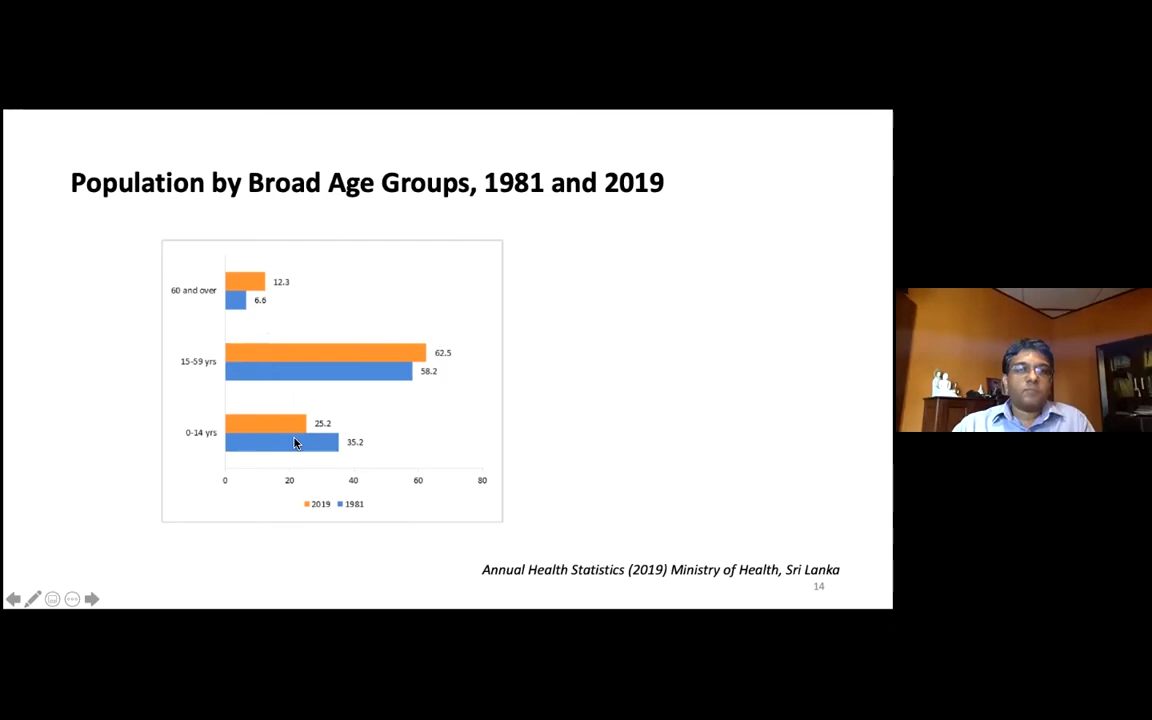 Population by Broad Age Groups, 1981 and 2019
60 and over
12.3
6.6
15-59 yrs
62.5
58.2
0-14 yrs
25.2
35.2
0 20 40 60 80
2019 1981
Annual Health Statistics (2019) Ministry of Health, Sri Lanka
14